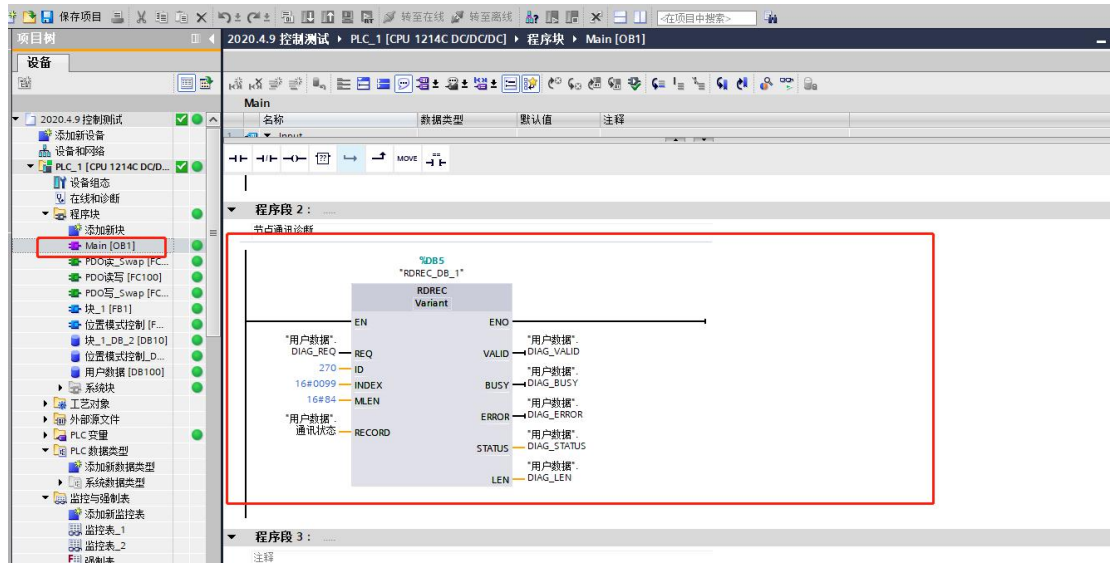 保存项目
转至在线
转至离线
<在项目中搜索>
项目树
2020.4.9 控制测试 ▸ PLC_1 [CPU 1214C DC/DC/DC] ▸ 程序块 ▸ Main [OB1]
设备
2020.4.9 控制测试
添加新设备
设备和网络
PLC_1 [CPU 1214C DC/D...
设备组态
在线和诊断
程序块
添加新块
Main [OB1]
PDO读_Swap [FC...
PDO读写 [FC100]
PDO写_Swap [FC...
块_1 [FB1]
位置模式控制 [F...
块_1_DB_2 [DB10]
位置模式控制_D...
用户数据 [DB100]
系统块
工艺对象
外部源文件
PLC 变量
PLC 数据类型
添加新数据类型
系统数据类型
监控与强制表
添加新监控表
监控表_1
监控表_2
强制表
Main
名称 数据类型 默认值 注释
1 Input
?? MOVE
程序段 2： .....
节点通讯诊断
%DB5
"RDREC_DB_1"
RDREC
Variant
EN ENO
"用户数据".
DIAG_REQ REQ
270 ID
16#0099 INDEX
16#84 MLEN
"用户数据".
通讯状态 RECORD
"用户数据".
VALID DIAG_VALID
"用户数据".
BUSY DIAG_BUSY
"用户数据".
ERROR DIAG_ERROR
"用户数据".
STATUS DIAG_STATUS
"用户数据".
LEN DIAG_LEN
程序段 3： .....
注释